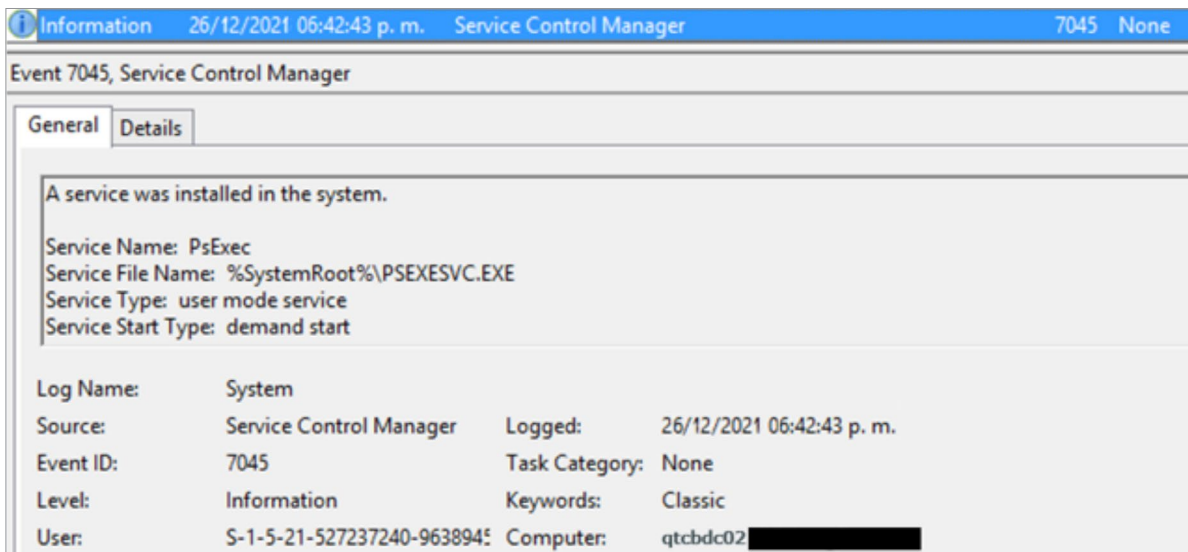 Information 26/12/2021 06:42:43 p. m. Service Control Manager 7045 None
Event 7045, Service Control Manager
General Details
A service was installed in the system.
Service Name: PsExec
Service File Name: %SystemRoot%\PSEXESVC.EXE
Service Type: user mode service
Service Start Type: demand start
Log Name: System
Source: Service Control Manager Logged: 26/12/2021 06:42:43 p. m.
Event ID: 7045 Task Category: None
Level: Information Keywords: Classic
User: S-1-5-21-527237240-9638945 Computer: qtcbdc02